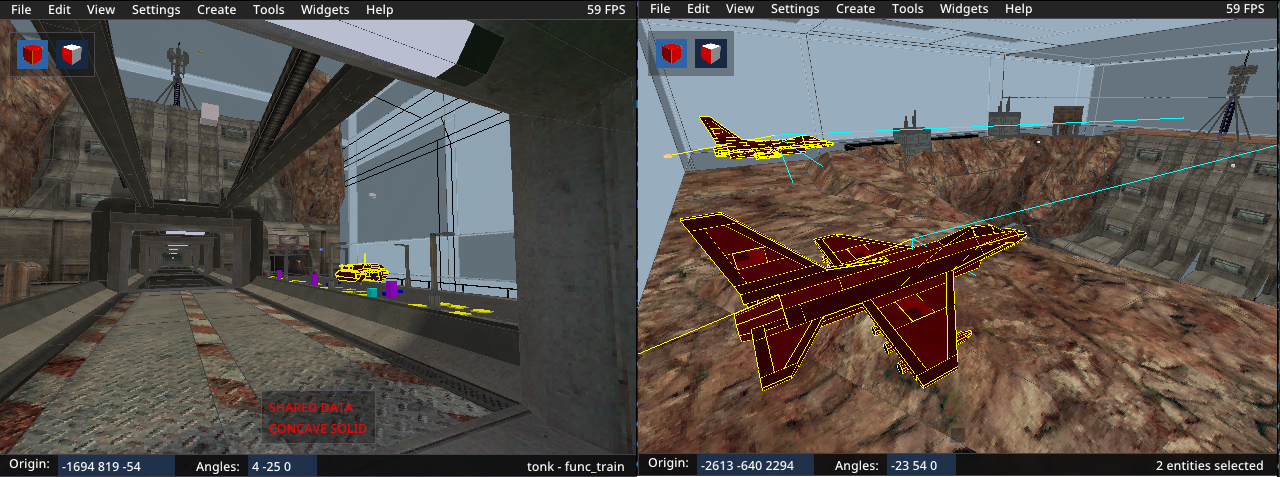 File Edit View Settings Create Tools Widgets Help 59 FPS
SHARED DATA
CONCAVE SOLID
Origin: -1694 819 -54 Angles: 4 -25 0 tonk - func_train
File Edit View Settings Create Tools Widgets Help 59 FPS
Origin: -2613 -640 2294 Angles: -23 54 0 2 entities selected